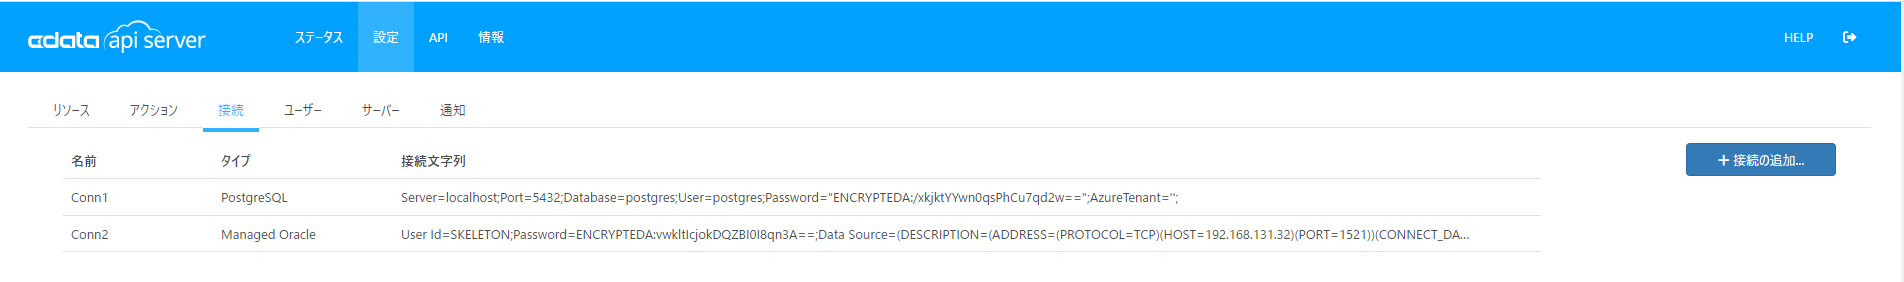 cdata api server ステータス 設定 API 情報 HELP
リソース アクション 接続 ユーザー サーバー 通知
名前 タイプ 接続文字列 + 接続の追加...
Conn1 PostgreSQL Server=localhost;Port=5432;Database=postgres;User=postgres;Password="ENCRYPTEDA:/xkjktYYwn0qsPhCu7qd2w==";AzureTenant='';
Conn2 Managed Oracle User Id=SKELETON;Password=ENCRYPTEDA:vwkltIcjokDQZBI0I8qn3A==;Data Source=(DESCRIPTION=(ADDRESS=(PROTOCOL=TCP)(HOST=192.168.131.32)(PORT=1521))(CONNECT_DA...